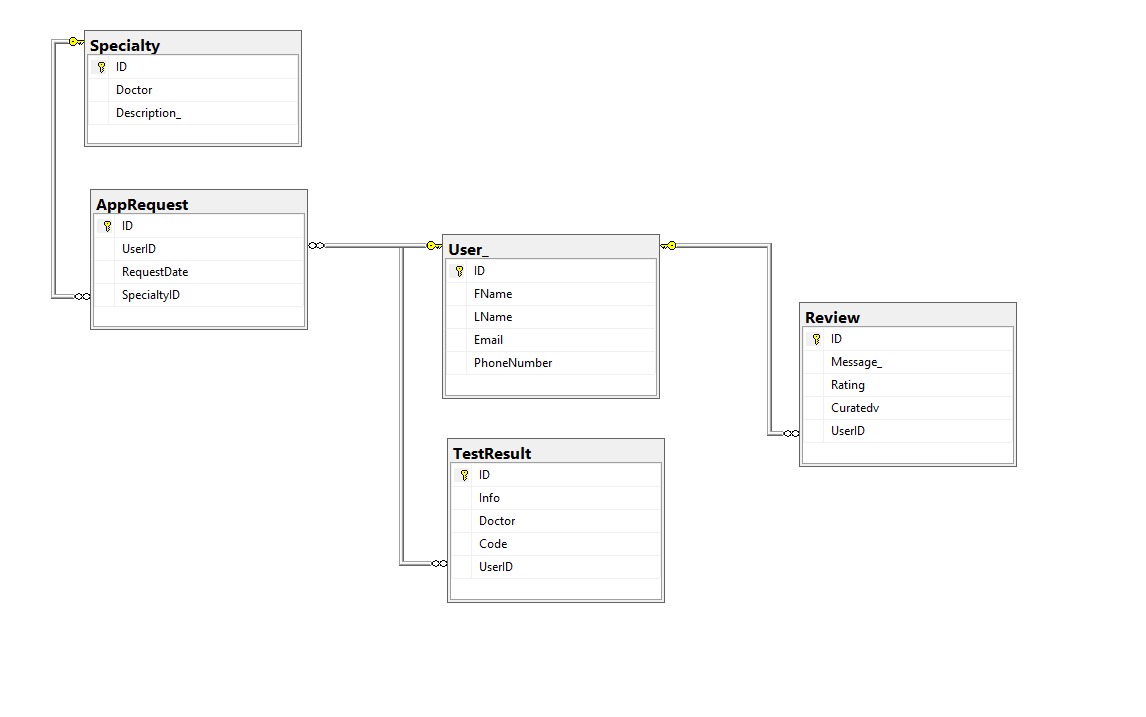 Specialty
ID
Doctor
Description_
AppRequest
ID
UserID
RequestDate
SpecialtyID
User_
ID
FName
LName
Email
PhoneNumber
Review
ID
Message_
Rating
Curatedv
UserID
TestResult
ID
Info
Doctor
Code
UserID